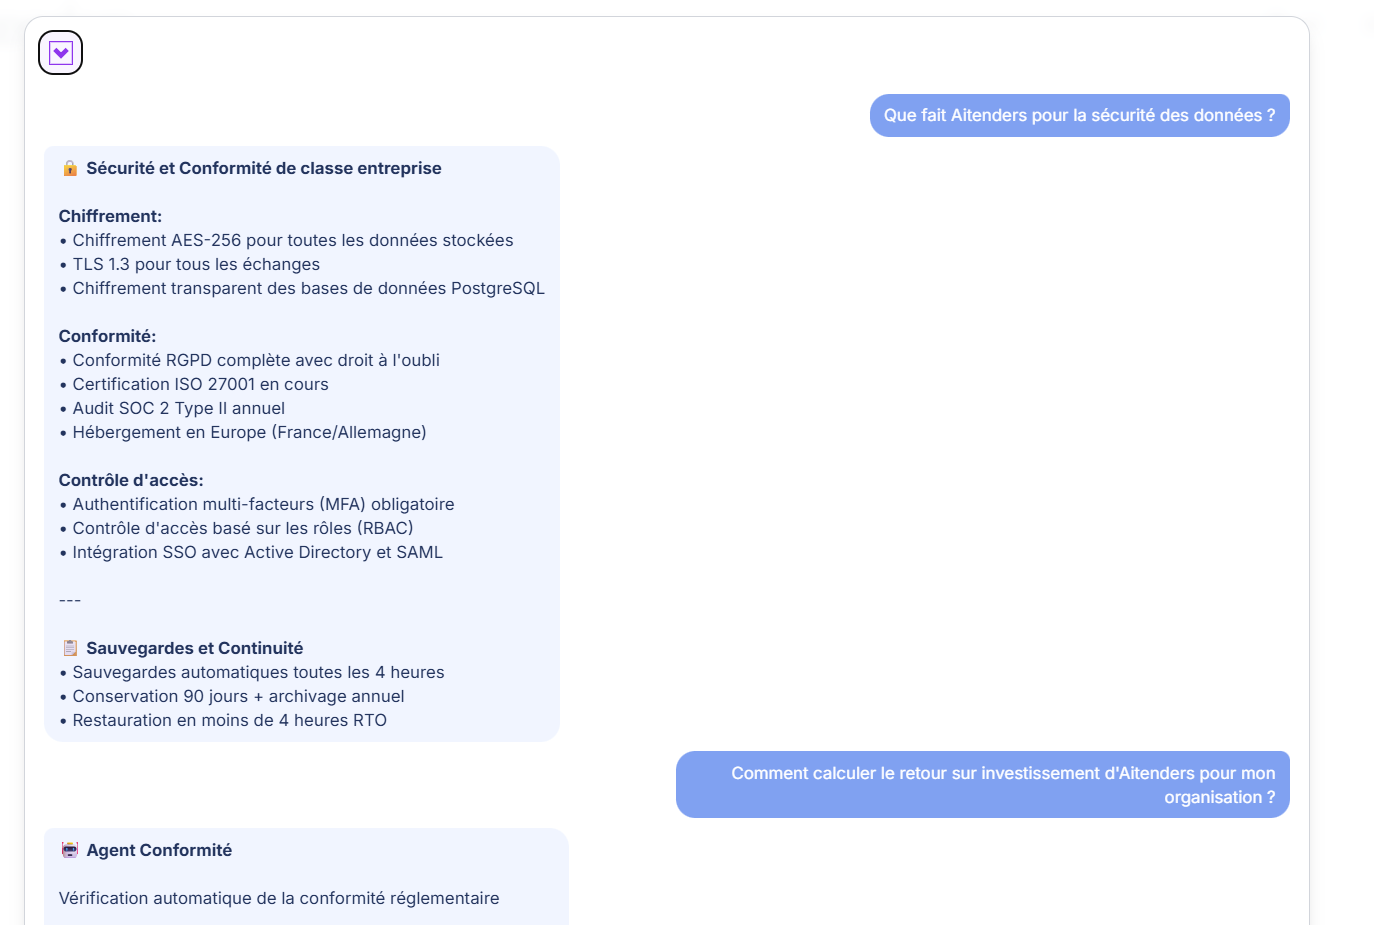 Que fait Aitenders pour la sécurité des données ?
🔒 Sécurité et Conformité de classe entreprise
Chiffrement:
• Chiffrement AES-256 pour toutes les données stockées
• TLS 1.3 pour tous les échanges
• Chiffrement transparent des bases de données PostgreSQL
Conformité:
• Conformité RGPD complète avec droit à l'oubli
• Certification ISO 27001 en cours
• Audit SOC 2 Type II annuel
• Hébergement en Europe (France/Allemagne)
Contrôle d'accès:
• Authentification multi-facteurs (MFA) obligatoire
• Contrôle d'accès basé sur les rôles (RBAC)
• Intégration SSO avec Active Directory et SAML
---
📋 Sauvegardes et Continuité
• Sauvegardes automatiques toutes les 4 heures
• Conservation 90 jours + archivage annuel
• Restauration en moins de 4 heures RTO
Comment calculer le retour sur investissement d'Aitenders pour mon
organisation ?
🤖 Agent Conformité
Vérification automatique de la conformité réglementaire